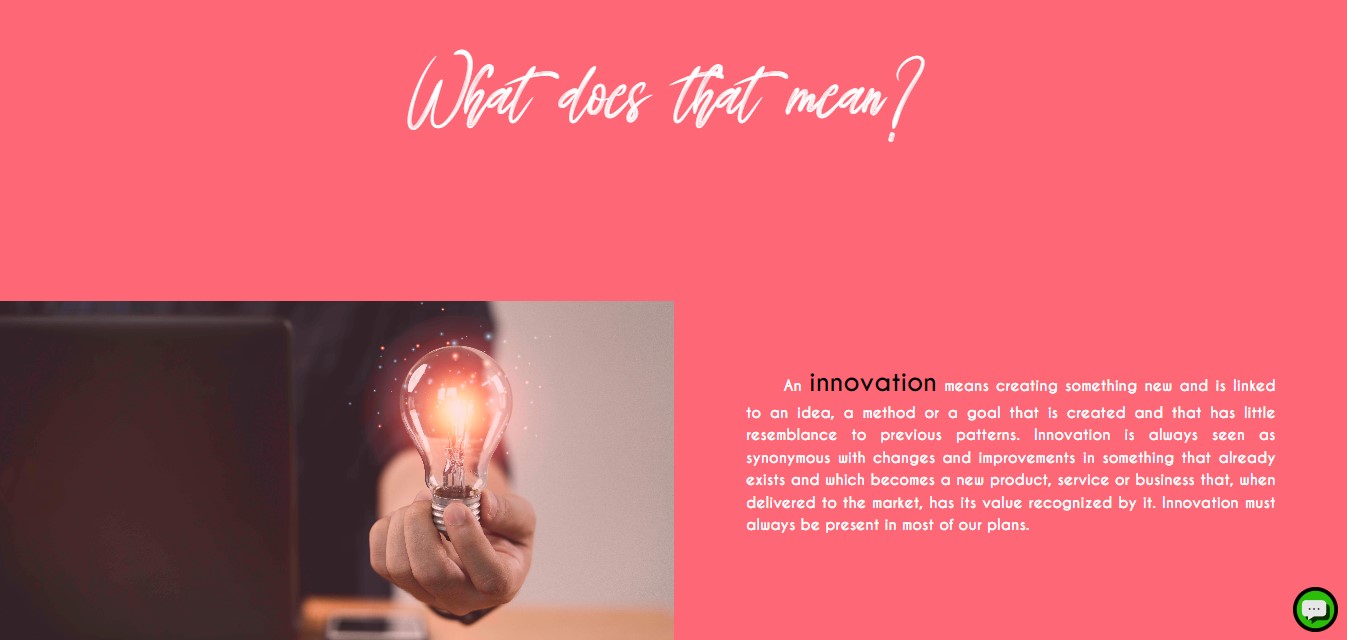 What does that mean?
An innovation means creating something new and is linked
to an idea, a method or a goal that is created and that has little
resemblance to previous patterns. Innovation is always seen as
synonymous with changes and improvements in something that already
exists and which becomes a new product, service or business that, when
delivered to the market, has its value recognized by it. Innovation must
always be present in most of our plans.